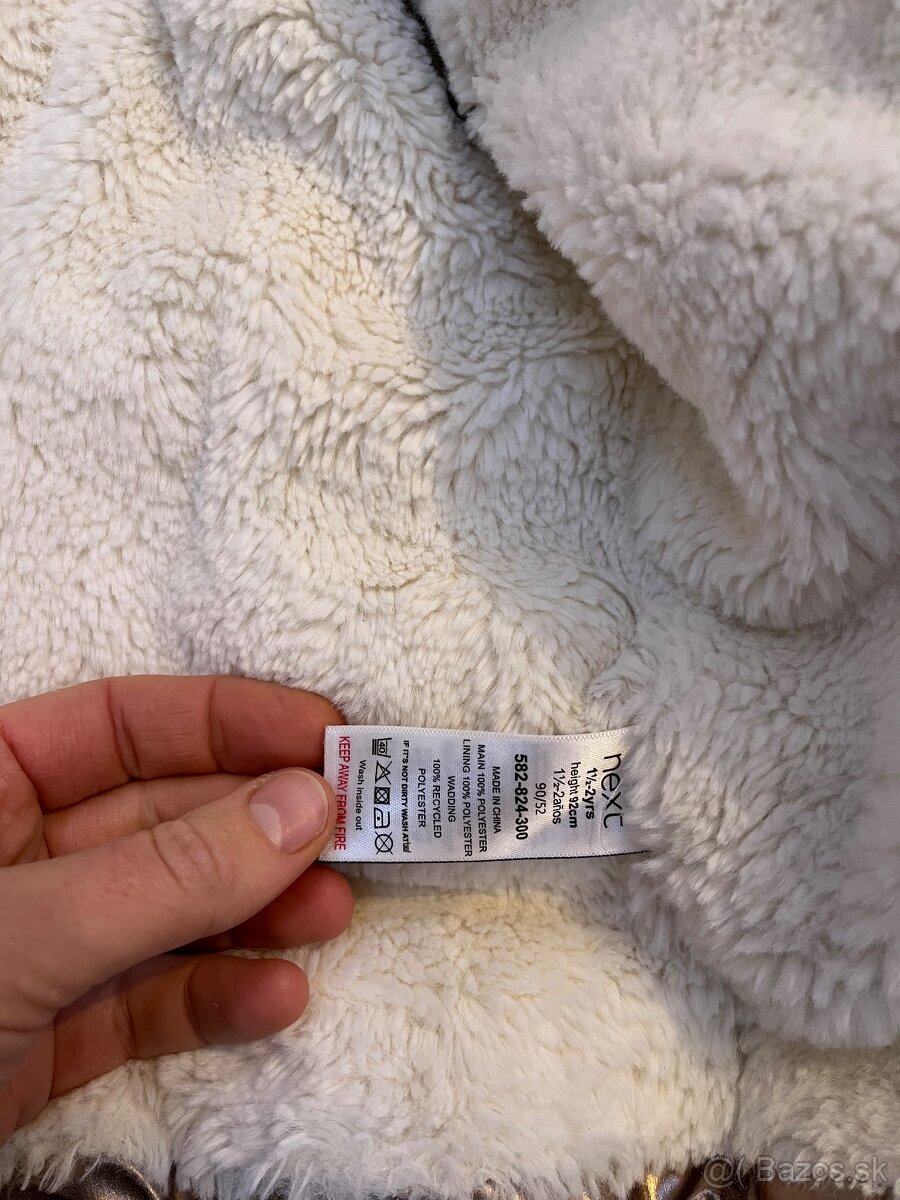 next
1½-2yrs
height 92cm
1½-2años
90/52
582-824-300
MADE IN CHINA
MAIN 100% POLYESTER
LINING 100% POLYESTER
WADDING
100% RECYCLED
POLYESTER
IF IT'S NOT DIRTY WASH AT
40
Wash inside out
KEEP AWAY FROM FIRE
@ Bazos.sk